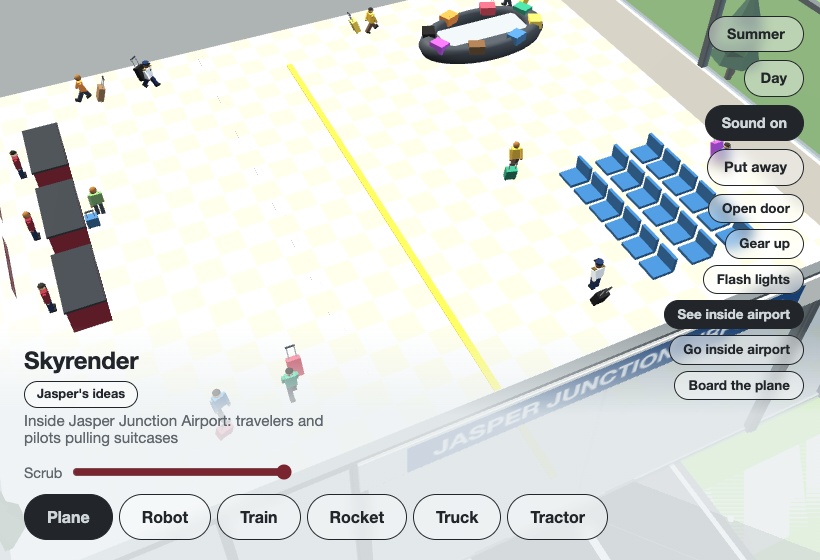 Summer
Day
Sound on
Put away
Open door
Gear up
Flash lights
See inside airport
Go inside airport
Board the plane
JASPER JUNCTION
Skyrender
Jasper's ideas
Inside Jasper Junction Airport: travelers and
pilots pulling suitcases
Scrub
Plane
Robot
Train
Rocket
Truck
Tractor